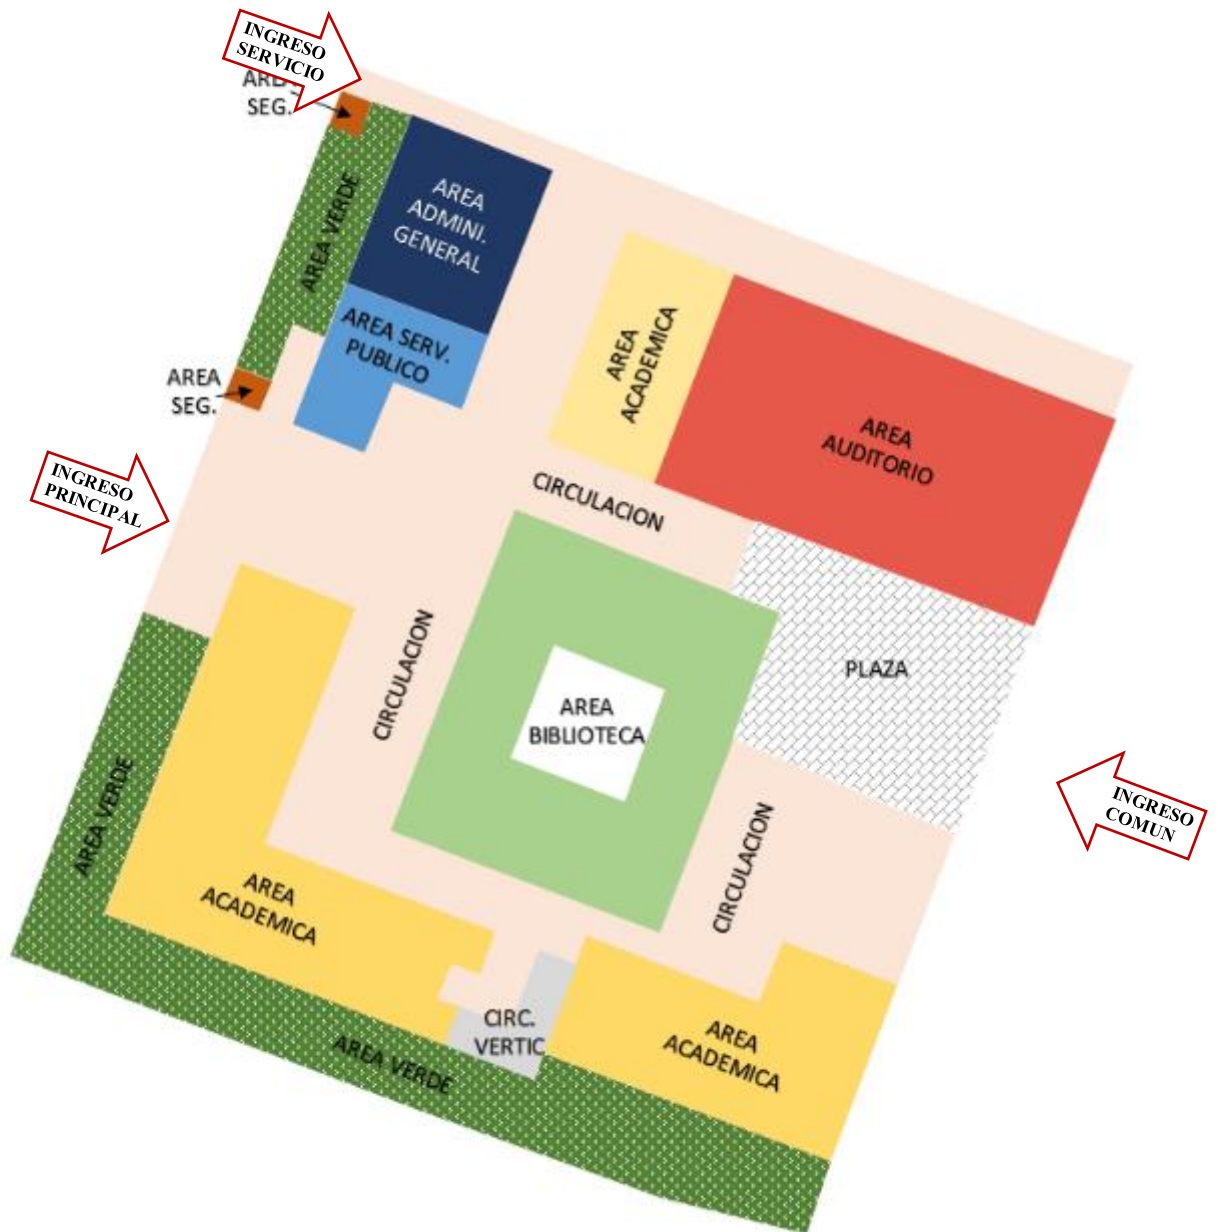 INGRESO
SERVICIO
AREA
SEG.
AREA VERDE
AREA
ADMINI.
GENERAL
AREA SERV.
PUBLICO
AREA
SEG.
AREA
ACADEMICA
AREA
AUDITORIO
INGRESO
PRINCIPAL
CIRCULACION
CIRCULACION
PLAZA
AREA
BIBLIOTECA
AREA VERDE
INGRESO
COMUN
CIRCULACION
AREA
ACADEMICA
CIRC.
VERTIC
AREA
ACADEMICA
AREA VERDE